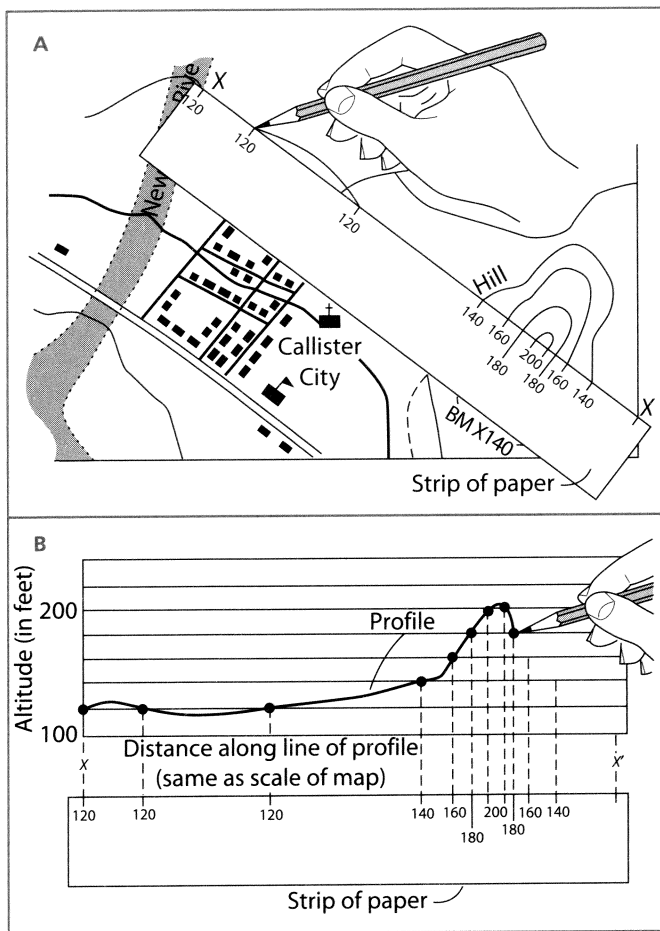 A
New Rive
X
120
120
120
Hill
140
160
180
200
180
160
140
X
Callister
City
BM X140
Strip of paper
B
Altitude (in feet)
200
100
Profile
Distance along line of profile
(same as scale of map)
X
X'
120
120
120
140
160
180
200
180
160
140
Strip of paper